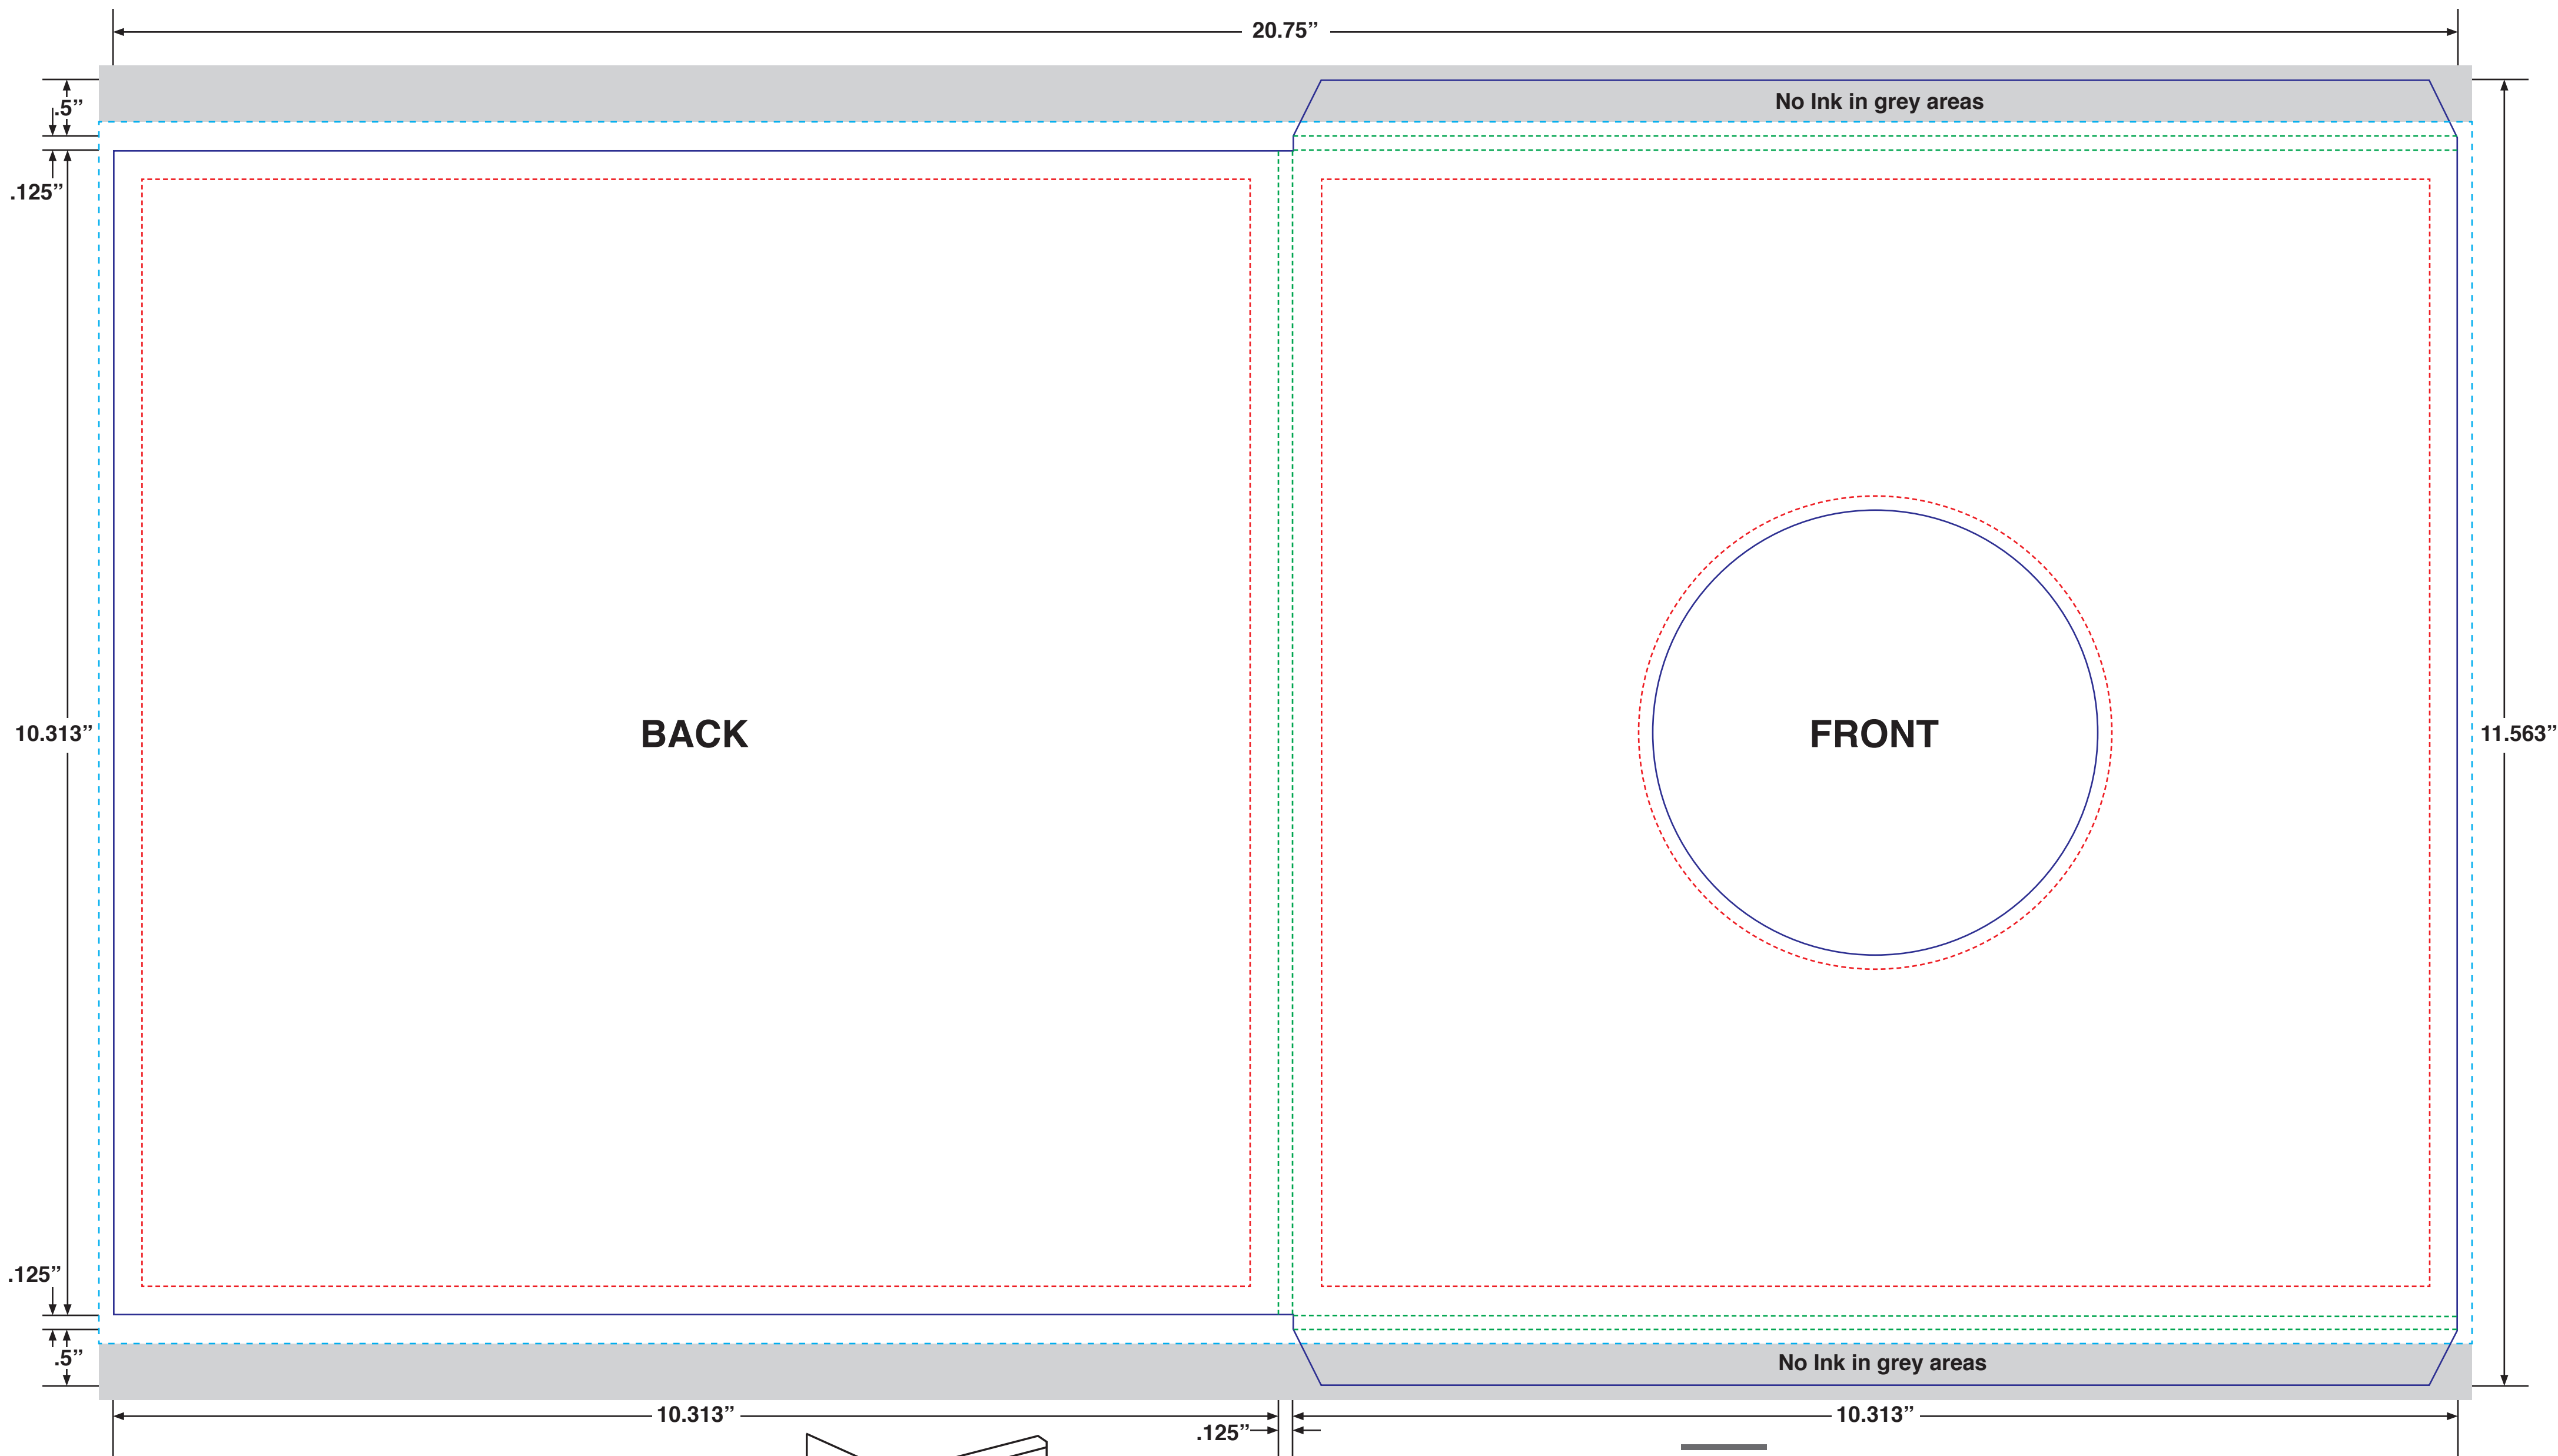 20.75”
.5”
No Ink in grey areas
.125”
10.313”
BACK
FRONT
11.563”
.125”
.5”
No Ink in grey areas
10.313”
.125”
10.313”